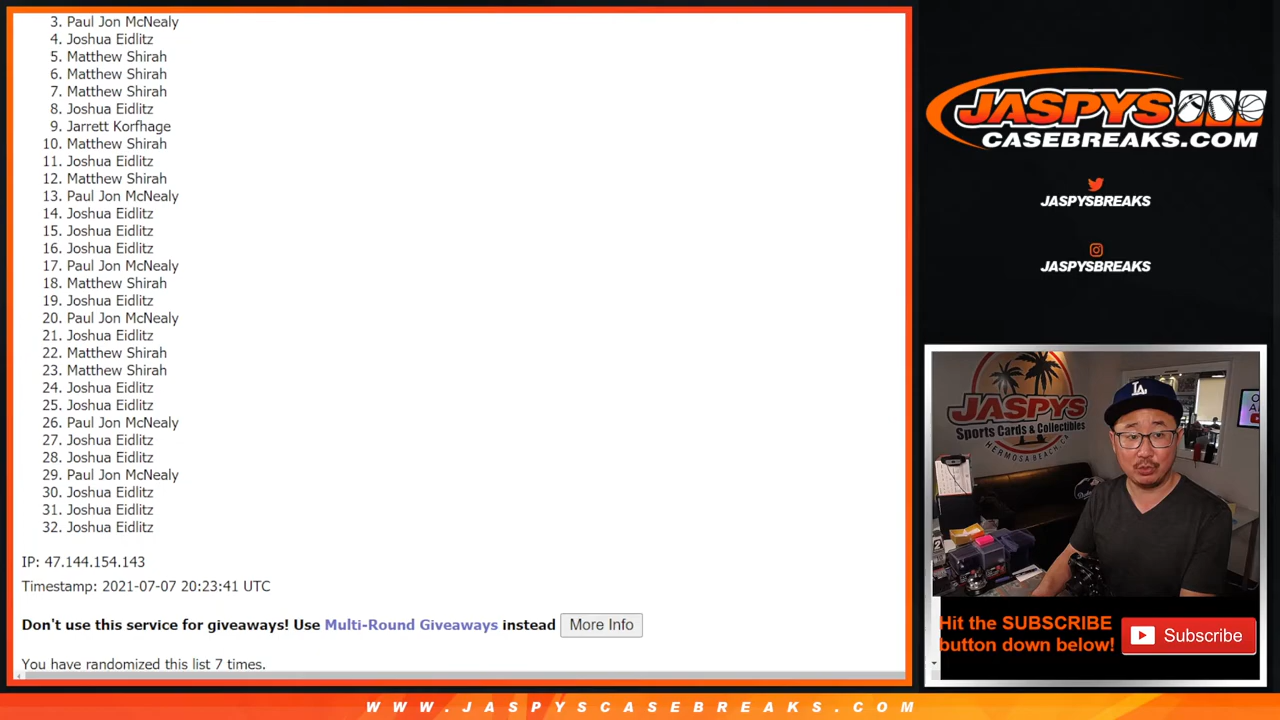 3. Paul Jon McNealy
4. Joshua Eidlitz
5. Matthew Shirah
6. Matthew Shirah
7. Matthew Shirah
8. Joshua Eidlitz
9. Jarrett Korfhage
10. Matthew Shirah
11. Joshua Eidlitz
12. Matthew Shirah
13. Paul Jon McNealy
14. Joshua Eidlitz
15. Joshua Eidlitz
16. Joshua Eidlitz
17. Paul Jon McNealy
18. Matthew Shirah
19. Joshua Eidlitz
20. Paul Jon McNealy
21. Joshua Eidlitz
22. Matthew Shirah
23. Matthew Shirah
24. Joshua Eidlitz
25. Joshua Eidlitz
26. Paul Jon McNealy
27. Joshua Eidlitz
28. Joshua Eidlitz
29. Paul Jon McNealy
30. Joshua Eidlitz
31. Joshua Eidlitz
32. Joshua Eidlitz
IP: 47.144.154.143
Timestamp: 2021-07-07 20:23:41 UTC
Don't use this service for giveaways! Use Multi-Round Giveaways instead More Info
You have randomized this list 7 times.
JASPYS
CASEBREAKS.COM
JASPYSBREAKS
JASPYSBREAKS
JASPYS
Sports Cards & Collectibles
HERMOSA BEACH, CA
LA
Hit the SUBSCRIBE
button down below!
Subscribe
WWW.JASPYSCASEBREAKS.COM